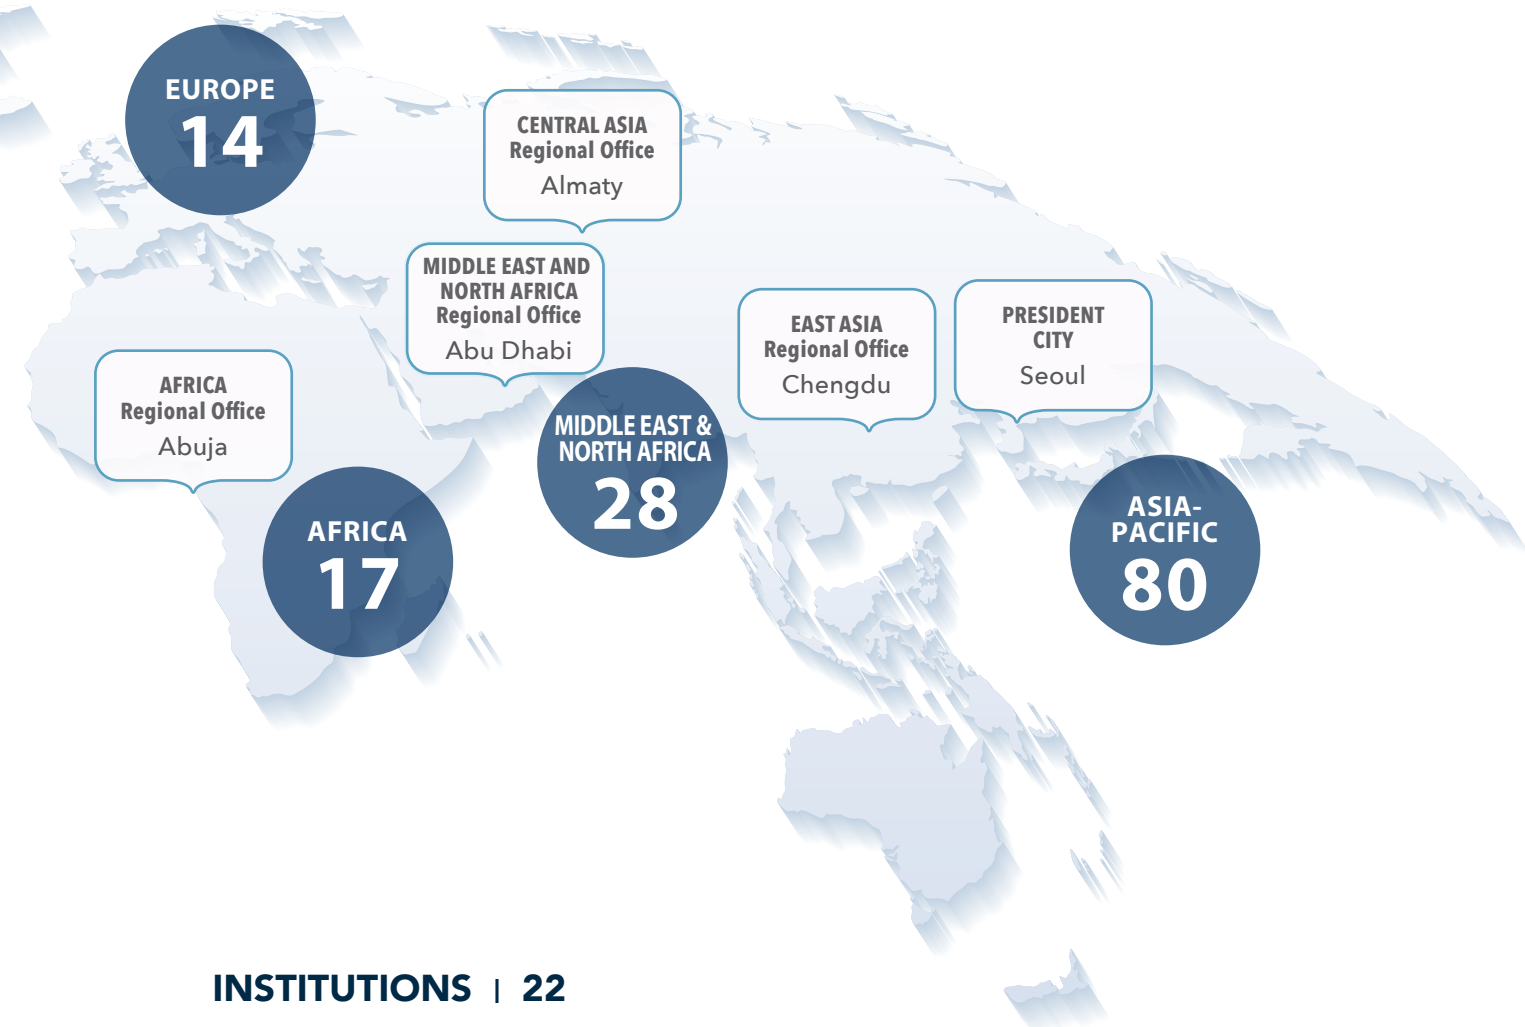 EUROPE
14
CENTRAL ASIA
Regional Office
Almaty
MIDDLE EAST AND
NORTH AFRICA
Regional Office
Abu Dhabi
EAST ASIA
Regional Office
Chengdu
PRESIDENT
CITY
Seoul
AFRICA
Regional Office
Abuja
MIDDLE EAST &
NORTH AFRICA
28
AFRICA
17
ASIA-
PACIFIC
80
INSTITUTIONS | 22